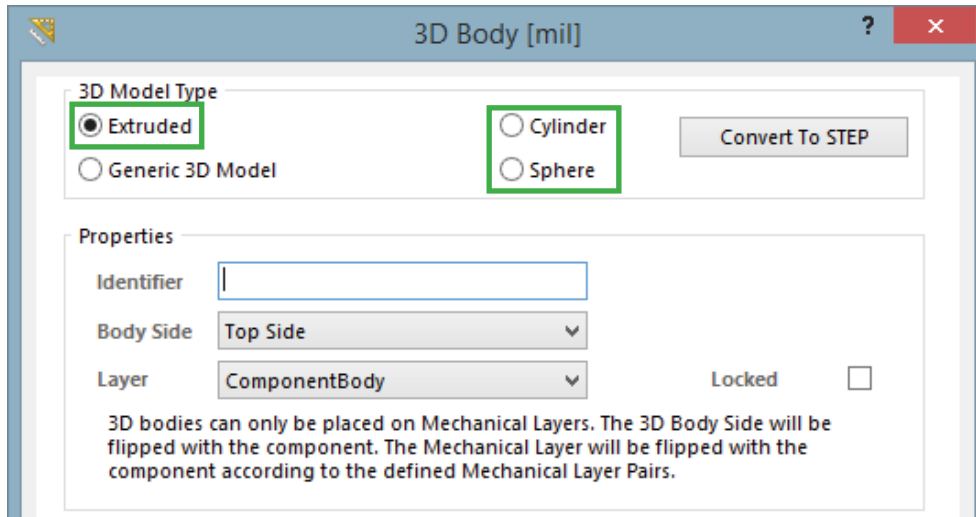 3D Body [mil]
?
×
3D Model Type
Extruded
Cylinder
Convert To STEP
Generic 3D Model
Sphere
Properties
Identifier
Body Side
Top Side
Layer
ComponentBody
Locked
3D bodies can only be placed on Mechanical Layers. The 3D Body Side will be
flipped with the component. The Mechanical Layer will be flipped with the
component according to the defined Mechanical Layer Pairs.